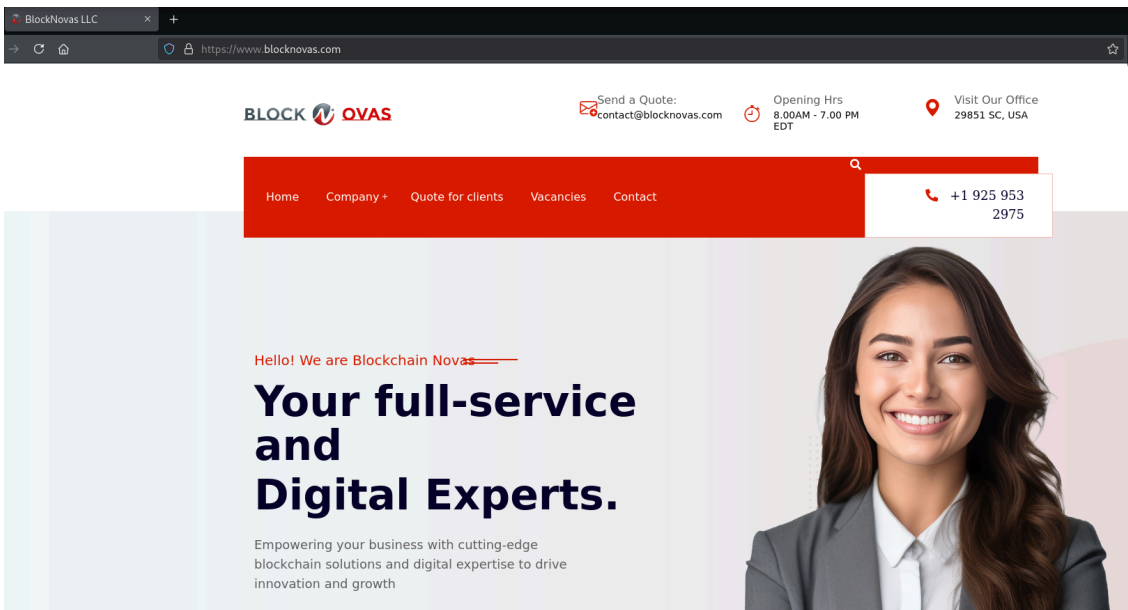 BlockNovas LLC
https://www.blocknovas.com
BLOCK N OVAS
Send a Quote:
contact@blocknovas.com
Opening Hrs
8.00AM - 7.00 PM
EDT
Visit Our Office
29851 SC, USA
Home
Company +
Quote for clients
Vacancies
Contact
+1 925 953
2975
Hello! We are Blockchain Novas
Your full-service
and
Digital Experts.
Empowering your business with cutting-edge
blockchain solutions and digital expertise to drive
innovation and growth